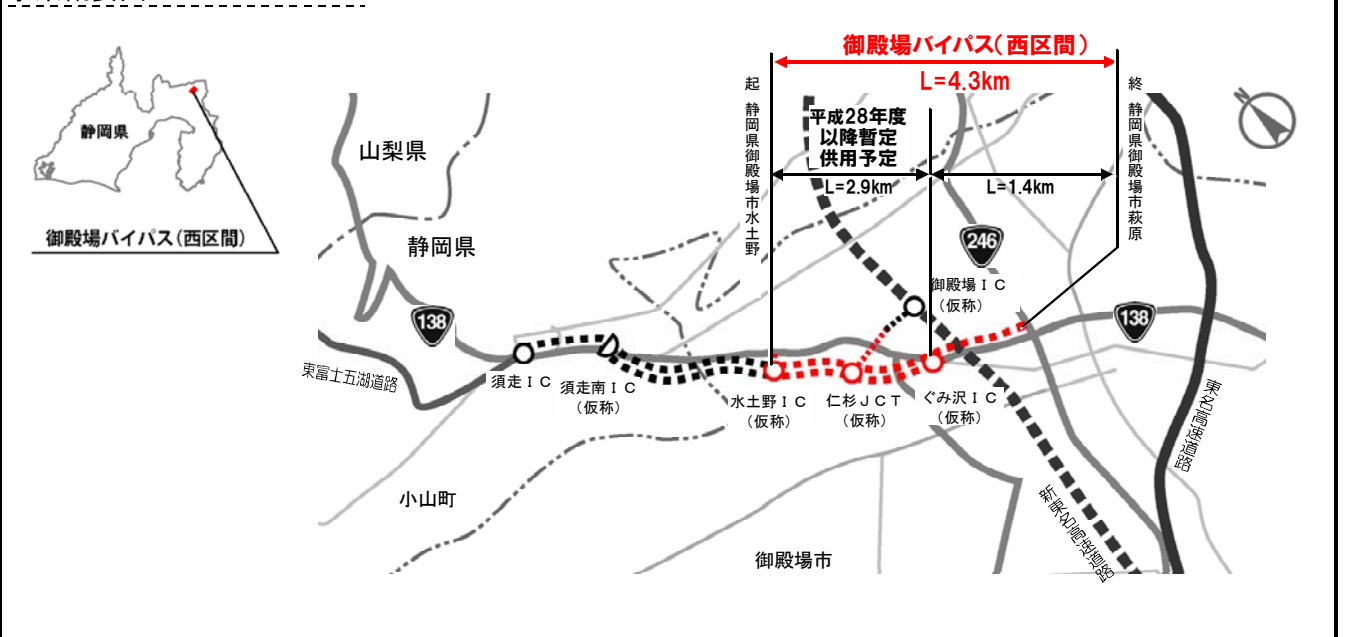 御殿場バイパス（西区間）
L=4.3km
起 静岡県御殿場市水土野
終 静岡県御殿場市萩原
平成28年度
以降暫定
供用予定
L=2.9km
L=1.4km
N
静岡県
御殿場バイパス（西区間）
山梨県
静岡県
246
御殿場ＩＣ
（仮称）
138
138
東富士五湖道路
須走ＩＣ
須走南ＩＣ
（仮称）
水土野ＩＣ
（仮称）
仁杉ＪＣＴ
（仮称）
ぐみ沢ＩＣ
（仮称）
東名高速道路
新東名高速道路
小山町
御殿場市